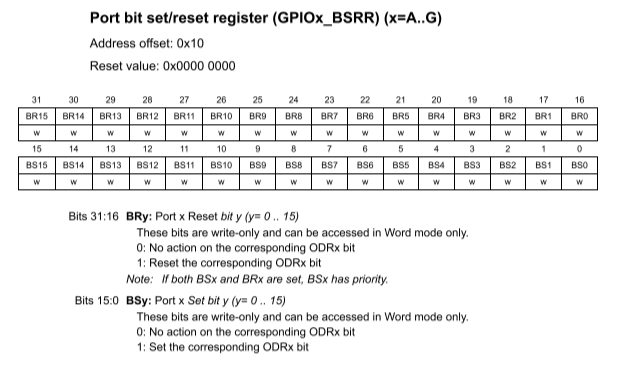 Port bit set/reset register (GPIOx_BSRR) (x=A..G)
Address offset: 0x10
Reset value: 0x0000 0000
31 30 29 28 27 26 25 24 23 22 21 20 19 18 17 16
BR15 BR14 BR13 BR12 BR11 BR10 BR9 BR8 BR7 BR6 BR5 BR4 BR3 BR2 BR1 BR0
w w w w w w w w w w w w w w w w
15 14 13 12 11 10 9 8 7 6 5 4 3 2 1 0
BS15 BS14 BS13 BS12 BS11 BS10 BS9 BS8 BS7 BS6 BS5 BS4 BS3 BS2 BS1 BS0
w w w w w w w w w w w w w w w w
Bits 31:16 BRy: Port x Reset bit y (y= 0 .. 15)
These bits are write-only and can be accessed in Word mode only.
0: No action on the corresponding ODRx bit
1: Reset the corresponding ODRx bit
Note: If both BSx and BRx are set, BSx has priority.
Bits 15:0 BSy: Port x Set bit y (y= 0 .. 15)
These bits are write-only and can be accessed in Word mode only.
0: No action on the corresponding ODRx bit
1: Set the corresponding ODRx bit